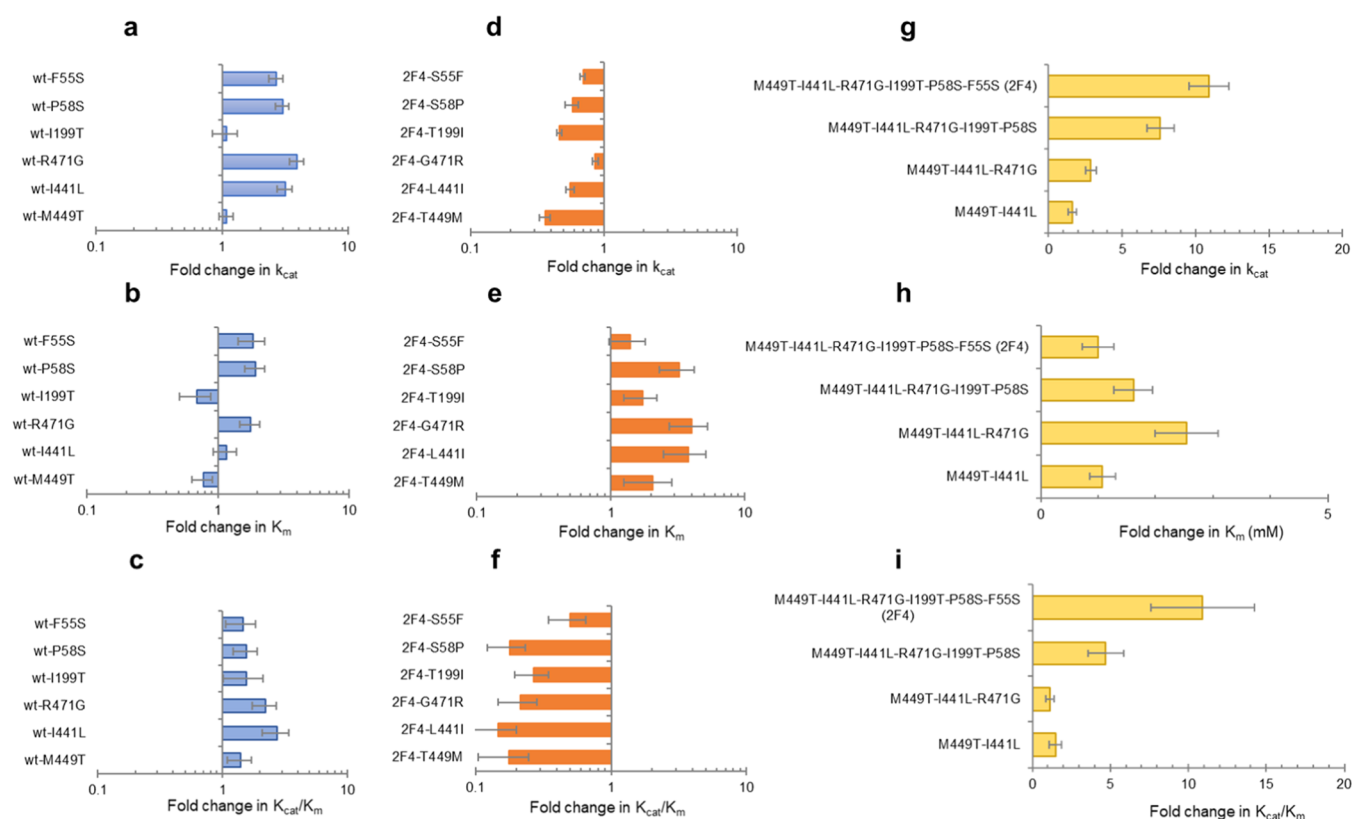 a
wt-F55S
wt-P58S
wt-I199T
wt-R471G
wt-I441L
wt-M449T
0.1 1 10
Fold change in kcat
d
2F4-S55F
2F4-S58P
2F4-T199I
2F4-G471R
2F4-L441I
2F4-T449M
0.1 1 10
Fold change in kcat
g
M449T-I441L-R471G-I199T-P58S-F55S (2F4)
M449T-I441L-R471G-I199T-P58S
M449T-I441L-R471G
M449T-I441L
0 5 10 15 20
Fold change in kcat
b
wt-F55S
wt-P58S
wt-I199T
wt-R471G
wt-I441L
wt-M449T
0.1 1 10
Fold change in Km
e
2F4-S55F
2F4-S58P
2F4-T199I
2F4-G471R
2F4-L441I
2F4-T449M
0.1 1 10
Fold change in Km
h
M449T-I441L-R471G-I199T-P58S-F55S (2F4)
M449T-I441L-R471G-I199T-P58S
M449T-I441L-R471G
M449T-I441L
0 5
Fold change in Km (mM)
c
wt-F55S
wt-P58S
wt-I199T
wt-R471G
wt-I441L
wt-M449T
0.1 1 10
Fold change in Kcat/Km
f
2F4-S55F
2F4-S58P
2F4-T199I
2F4-G471R
2F4-L441I
2F4-T449M
0.1 1 10
Fold change in Kcat/Km
i
M449T-I441L-R471G-I199T-P58S-F55S
(2F4)
M449T-I441L-R471G-I199T-P58S
M449T-I441L-R471G
M449T-I441L
0 5 10 15 20
Fold change in Kcat/Km